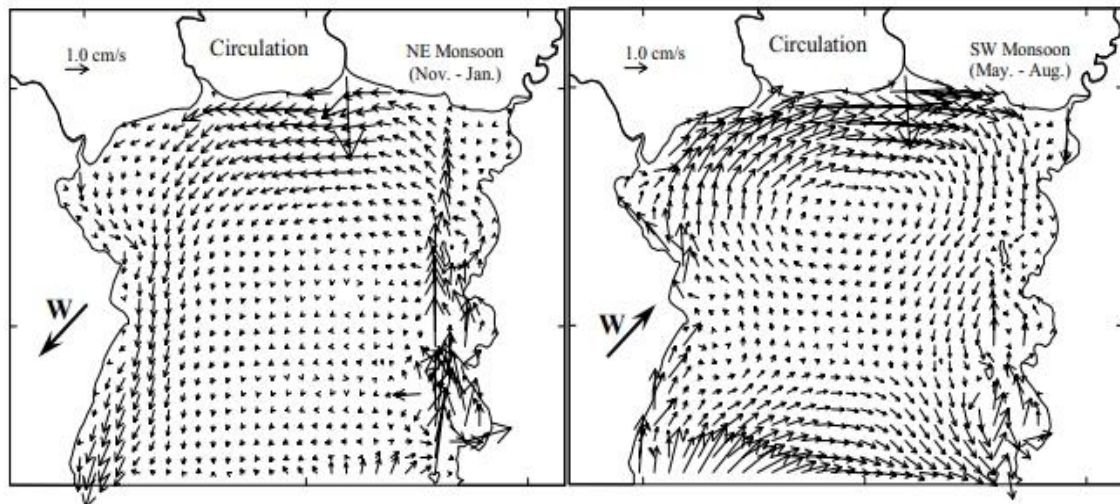 Circulation
1.0 cm/s
NE Monsoon
(Nov. - Jan.)
W
Circulation
1.0 cm/s
SW Monsoon
(May. - Aug.)
W